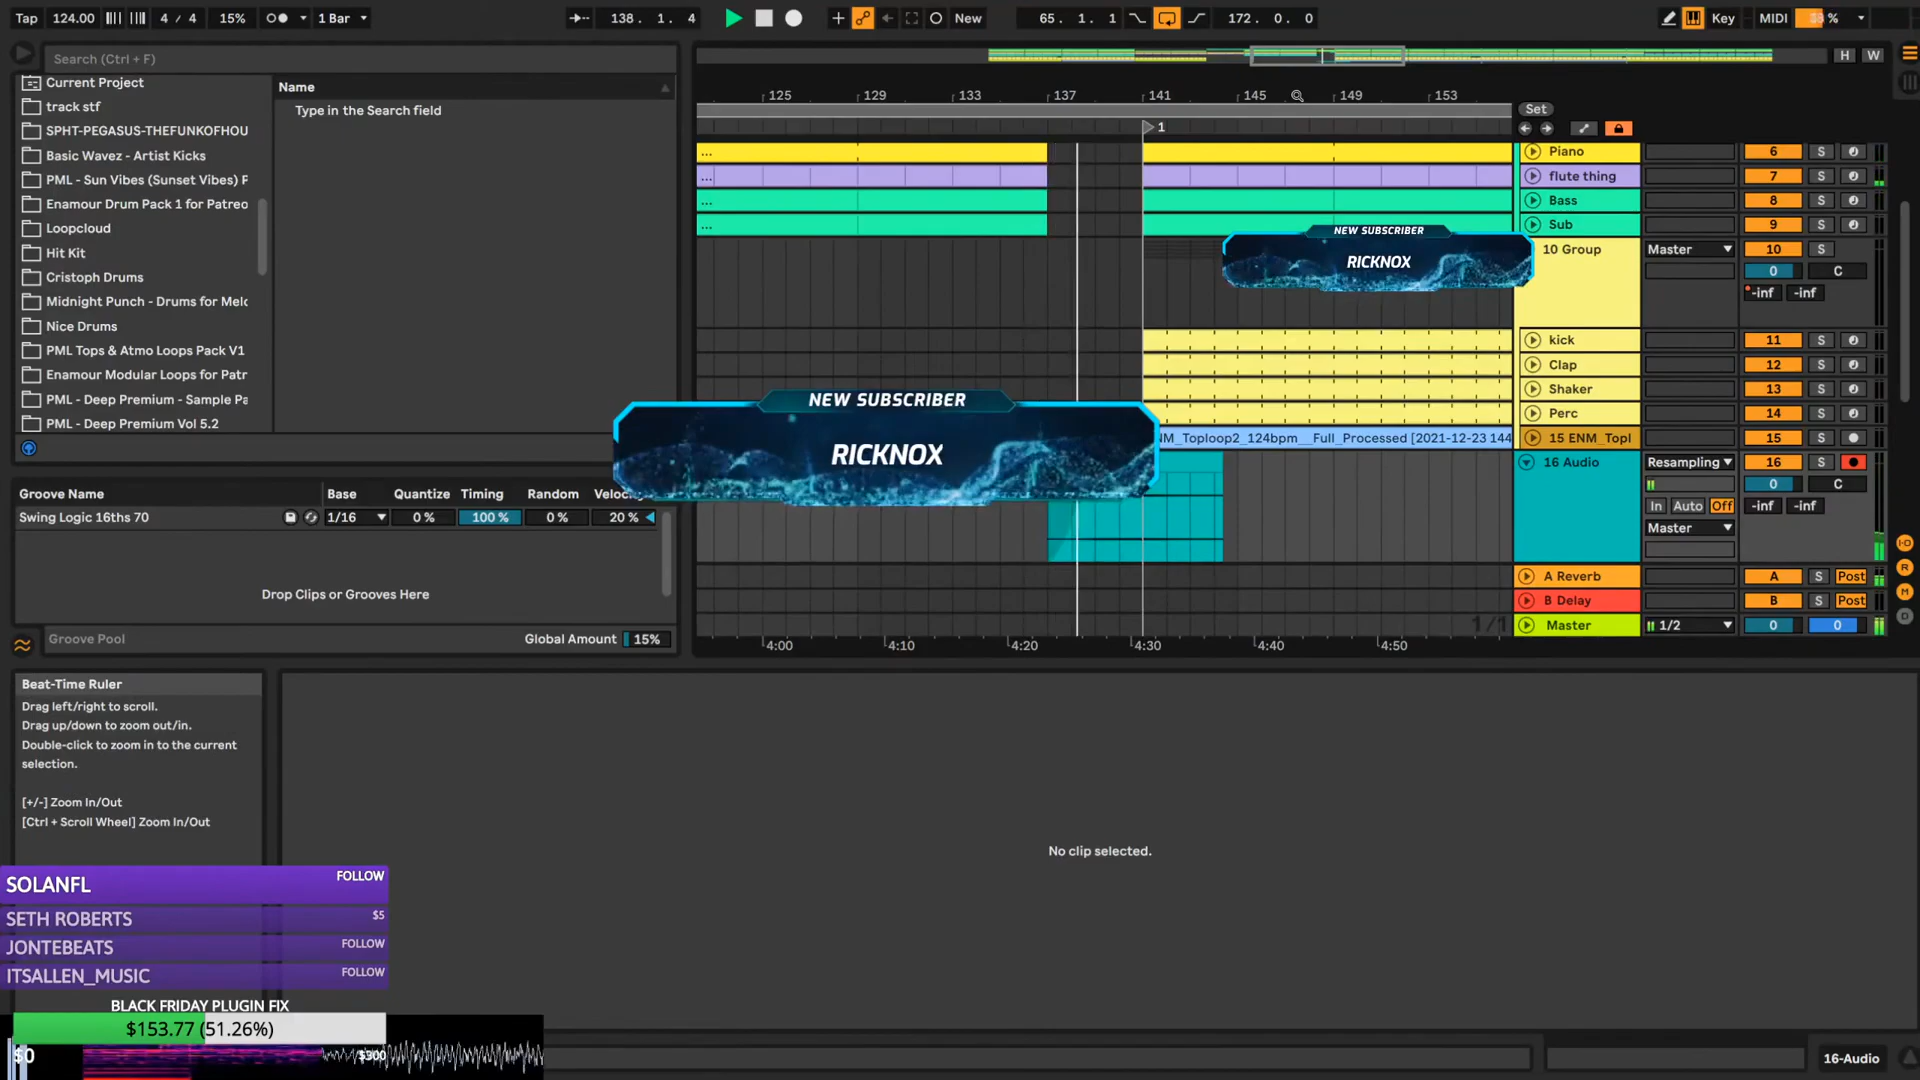 Tap 124.00 4 / 4 15% 1 Bar 138. 1. 4 New 65. 1. 1 172. 0. 0 Key MIDI %
Search (Ctrl + F)
H W
Current Project
track stf
SPHT-PEGASUS-THEFUNKOFHOU
Basic Wavez - Artist Kicks
PML - Sun Vibes (Sunset Vibes) F
Enamour Drum Pack 1 for Patreo
Loopcloud
Hit Kit
Cristoph Drums
Midnight Punch - Drums for Melc
Nice Drums
PML Tops & Atmo Loops Pack V1
Enamour Modular Loops for Patr
PML - Deep Premium - Sample Pa
PML - Deep Premium Vol 5.2
Name
Type in the Search field
125 129 133 137 141 145 149 153
Set
1
... Piano 6 S
... flute thing 7 S
... Bass 8 S
... Sub 9 S
NEW SUBSCRIBER
RICKNOX
10 Group Master 10 S
0 C
-inf -inf
kick 11 S
Clap 12 S
Shaker 13 S
Perc 14 S
NEW SUBSCRIBER
RICKNOX
NM_Toploop2_124bpm__Full_Processed [2021-12-23 144 15 ENM_Topl 15 S
16 Audio Resampling 16 S
0 C
In Auto Off -inf -inf
Master
A Reverb A S Post
B Delay B S Post
1/1 Master 1/2 0 0
4:00 4:10 4:20 4:30 4:40 4:50
Groove Name Base Quantize Timing Random Veloc
Swing Logic 16ths 70 1/16 0 % 100 % 0 % 20 %
Drop Clips or Grooves Here
Groove Pool Global Amount 15%
Beat-Time Ruler
Drag left/right to scroll.
Drag up/down to zoom out/in.
Double-click to zoom in to the current
selection.
[+/-] Zoom In/Out
[Ctrl + Scroll Wheel] Zoom In/Out
No clip selected.
SOLANFL FOLLOW
SETH ROBERTS $5
JONTEBEATS FOLLOW
ITSALLEN_MUSIC FOLLOW
BLACK FRIDAY PLUGIN FIX
$153.77 (51.26%)
$0 $300
16-Audio